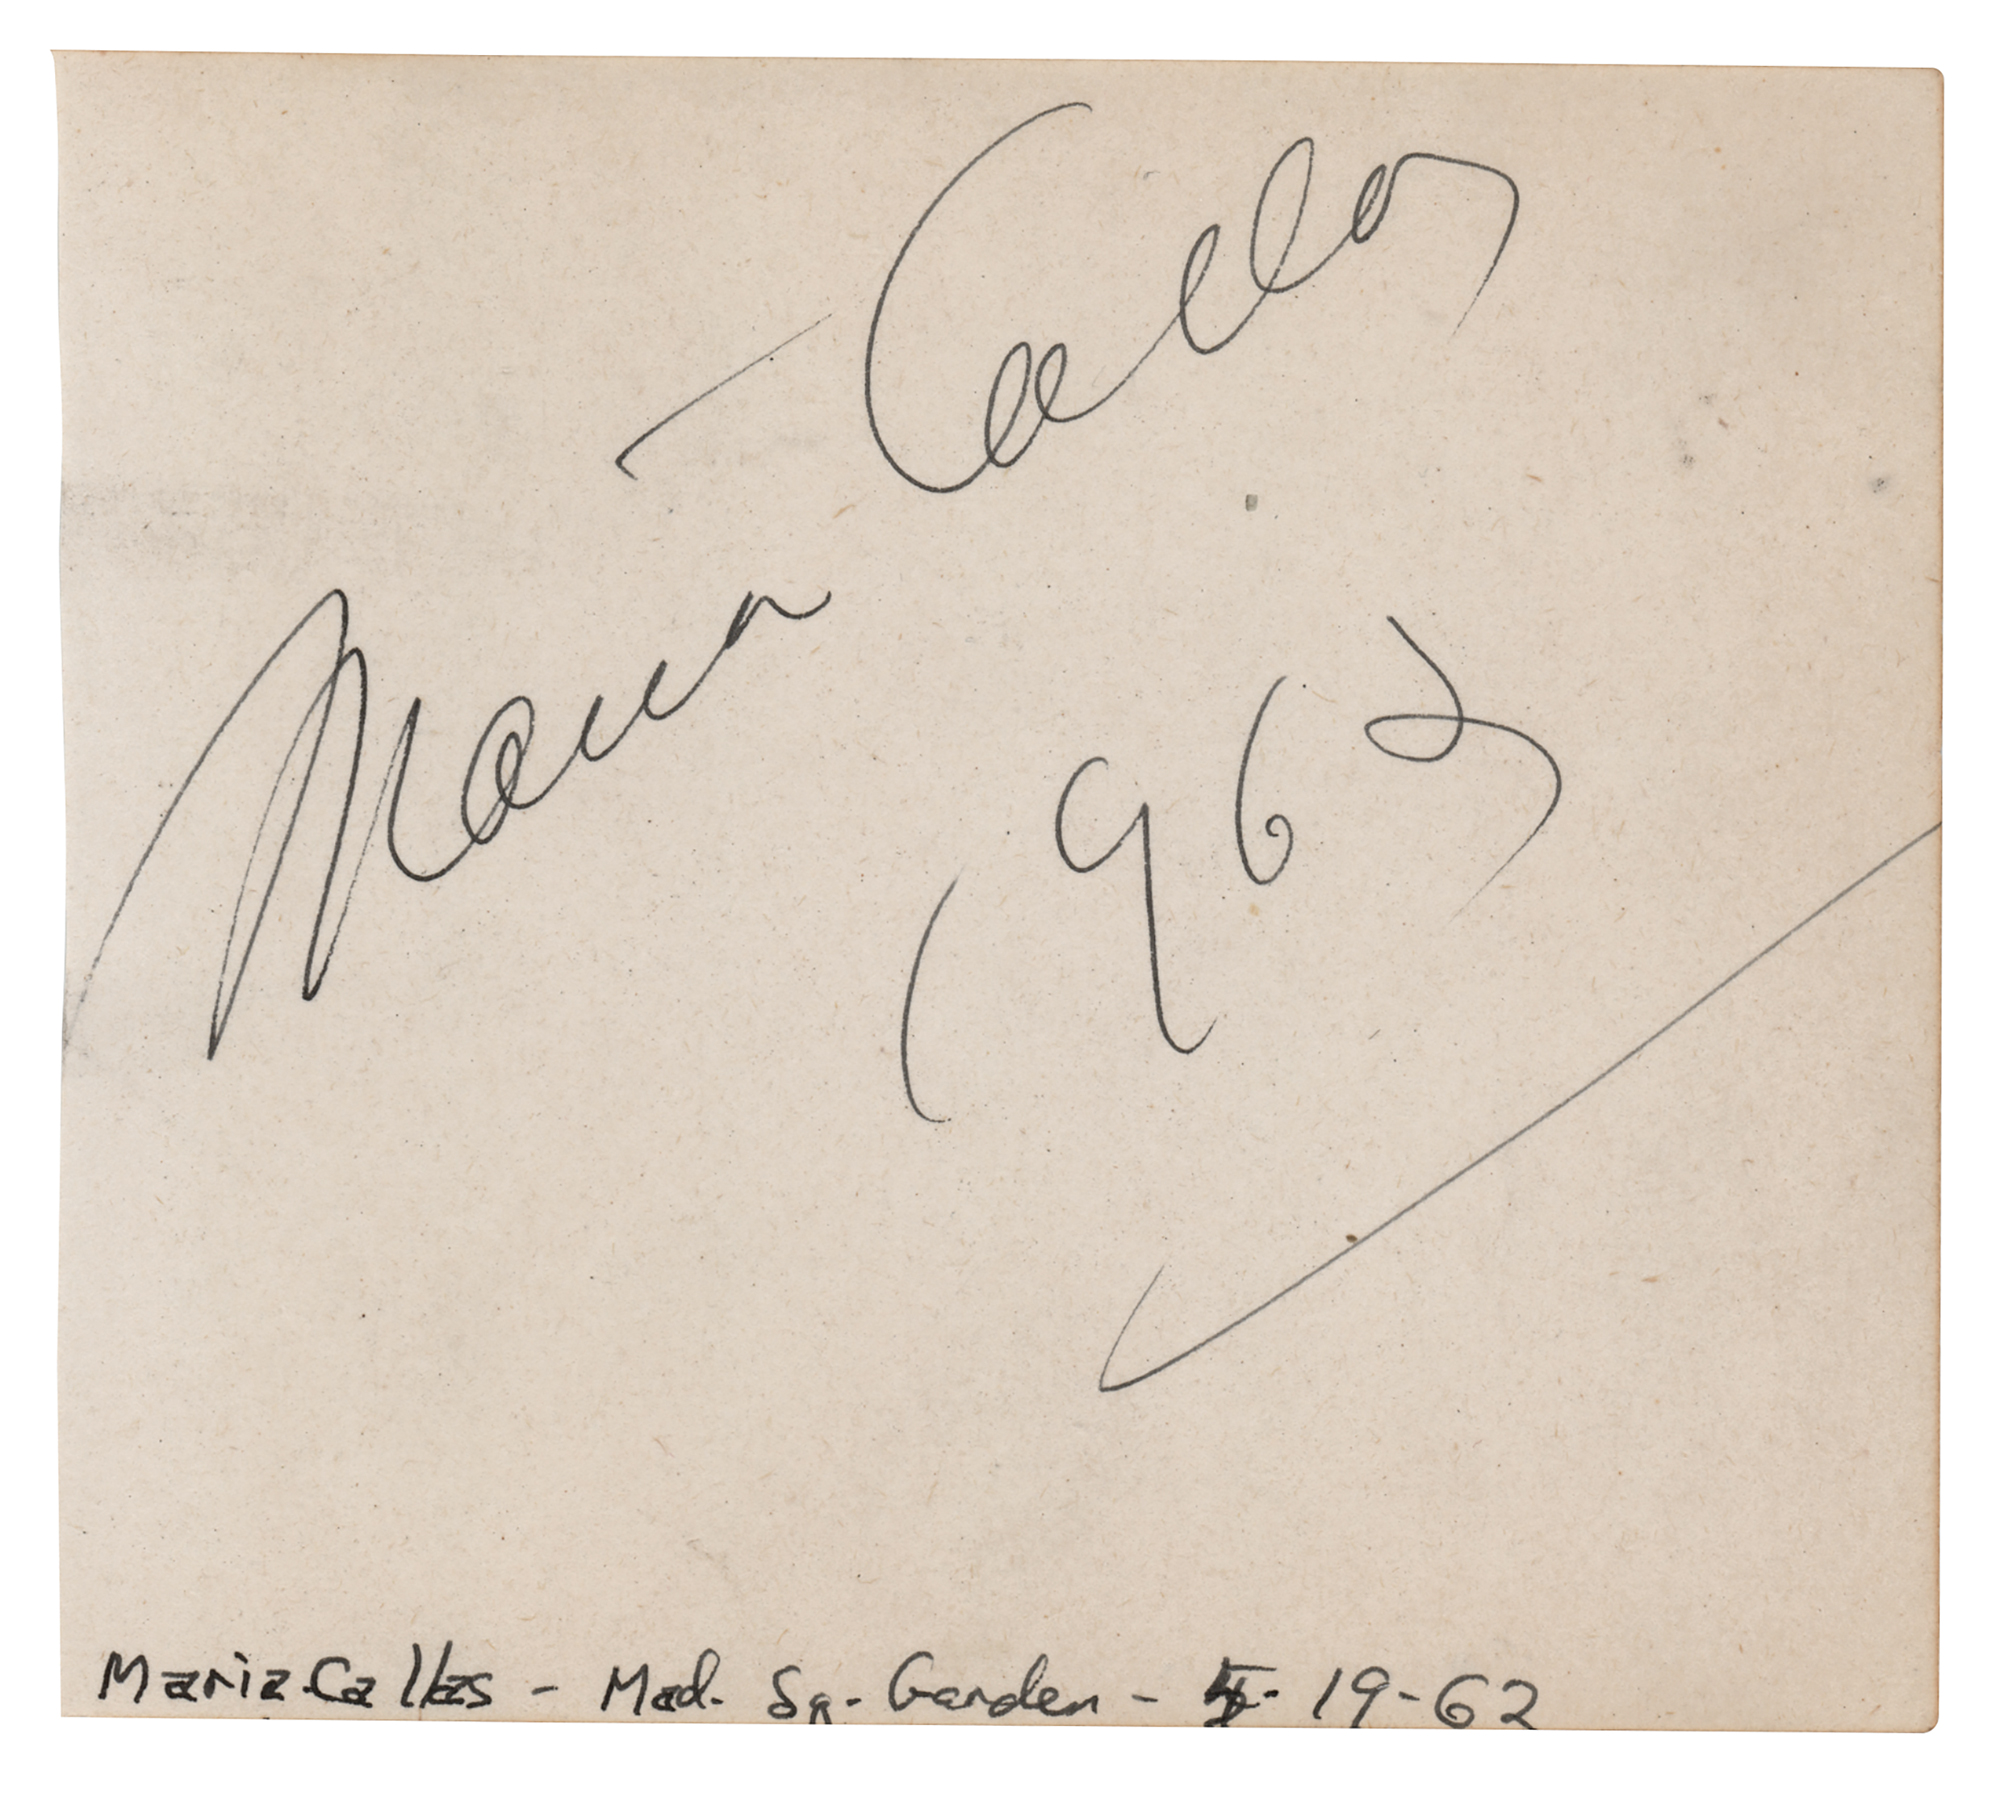 Maria Callas
1962
Maria Callas - Mad. Sq. Garden - 5-19-62